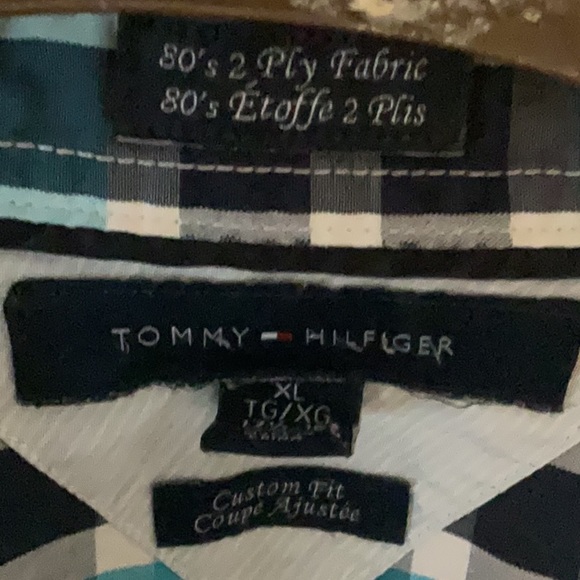 80's 2 Ply Fabric
80's Étoffe 2 Plis
TOMMY HILFIGER
XL
TG/XG
Custom Fit
Coupe Ajustée